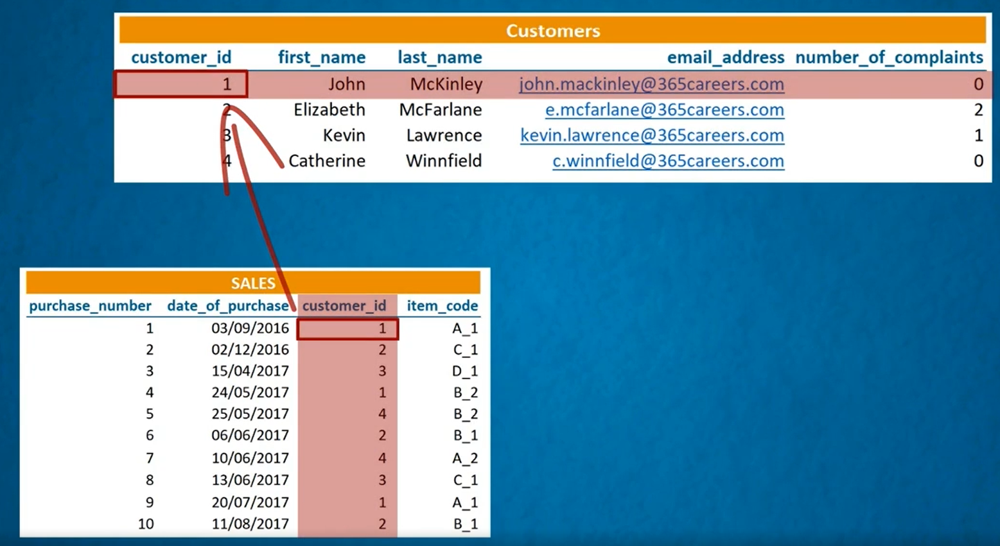 Customers
customer_id first_name last_name email_address number_of_complaints
1 John McKinley john.mackinley@365careers.com 0
2 Elizabeth McFarlane e.mcfarlane@365careers.com 2
3 Kevin Lawrence kevin.lawrence@365careers.com 1
4 Catherine Winnfield c.winnfield@365careers.com 0
SALES
purchase_number date_of_purchase customer_id item_code
1 03/09/2016 1 A_1
2 02/12/2016 2 C_1
3 15/04/2017 3 D_1
4 24/05/2017 1 B_2
5 25/05/2017 4 B_2
6 06/06/2017 2 B_1
7 10/06/2017 4 A_2
8 13/06/2017 3 C_1
9 20/07/2017 1 A_1
10 11/08/2017 2 B_1